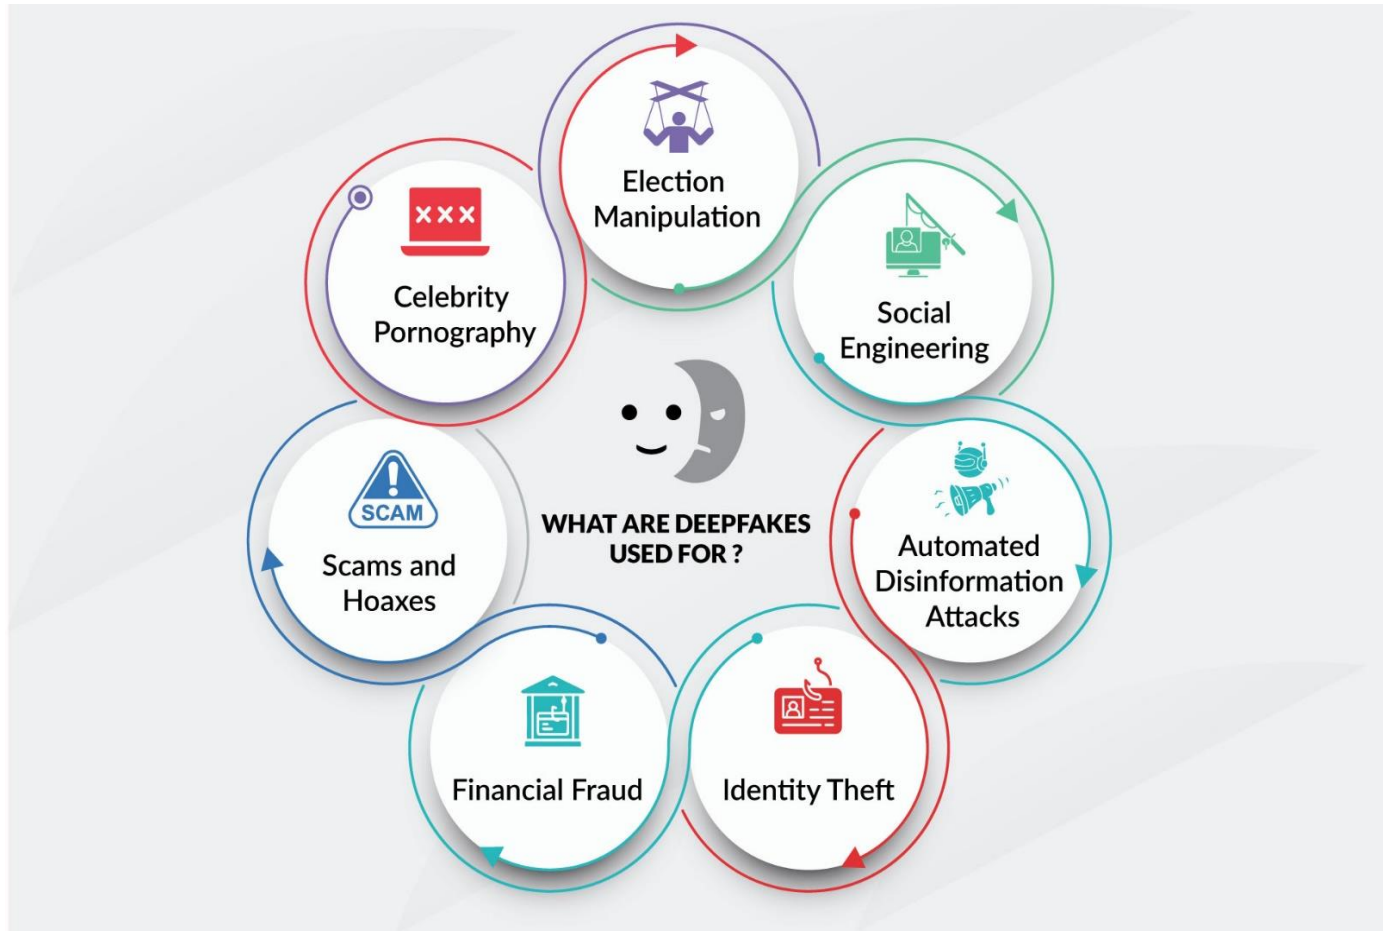 Election
Manipulation
Social
Engineering
Automated
Disinformation
Attacks
Identity Theft
Financial Fraud
SCAM
Scams and
Hoaxes
XXX
Celebrity
Pornography
WHAT ARE DEEPFAKES
USED FOR ?